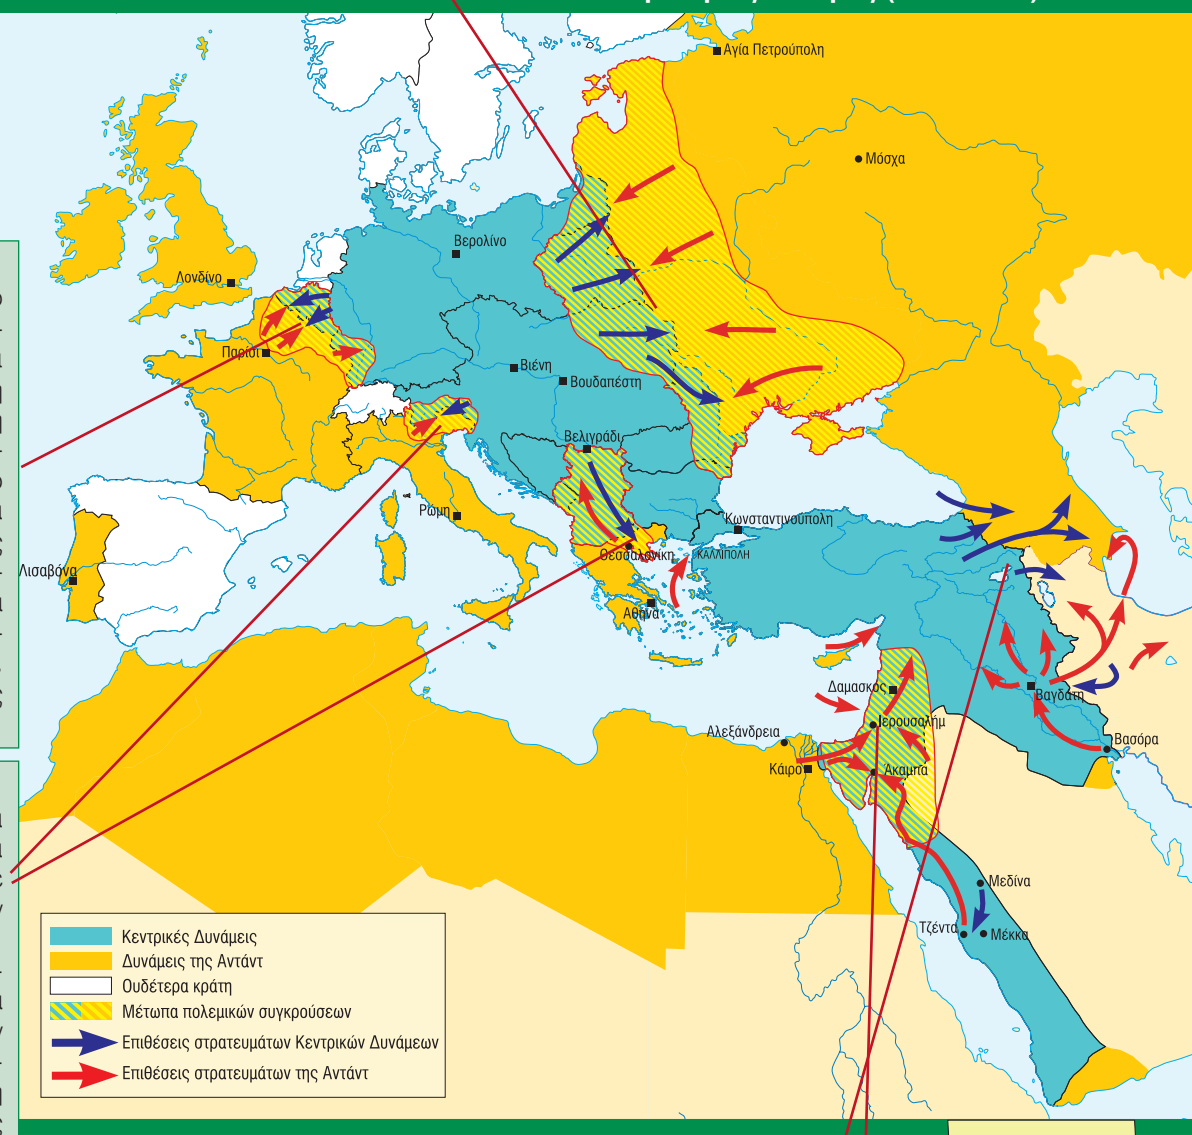 Αγία Πετρούπολη
Μόσχα
Βερολίνο
Λονδίνο
Παρίσι
Βιένη
Βουδαπέστη
Βελιγράδι
Ρώμη
Κωνσταντινούπολη
Θεσσαλονίκη
ΚΑΛΛΙΠΟΛΗ
Λισαβόνα
Αθήνα
Δαμασκός
Βαγδάτη
Ιερουσαλήμ
Αλεξάνδρεια
Βασόρα
Κάιρο
Άκαμπα
Μεδίνα
Τζέντα
Μέκκα
Κεντρικές Δυνάμεις
Δυνάμεις της Αντάντ
Ουδέτερα κράτη
Μέτωπα πολεμικών συγκρούσεων
Επιθέσεις στρατευμάτων Κεντρικών Δυνάμεων
Επιθέσεις στρατευμάτων της Αντάντ